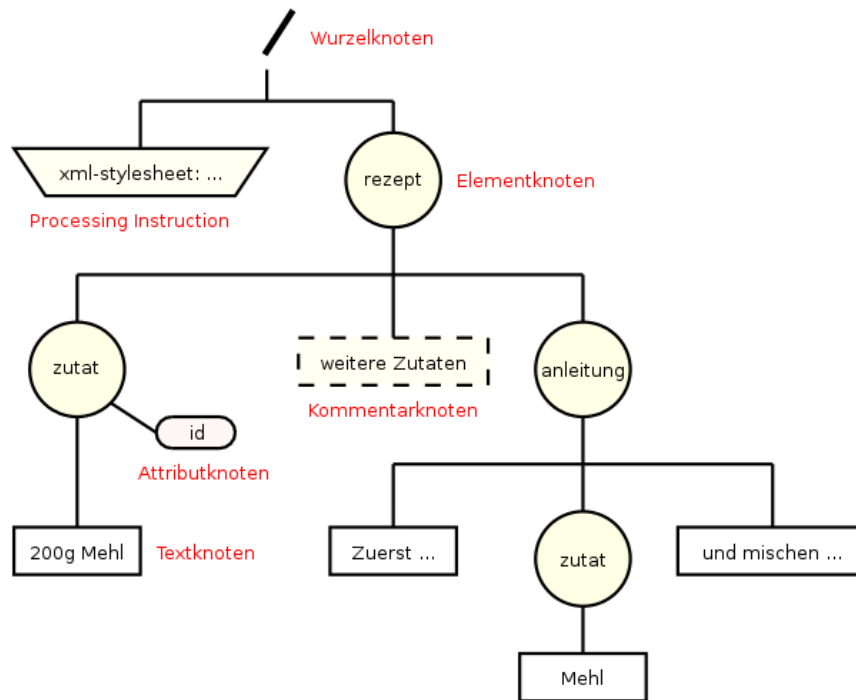 Wurzelknoten
xml-stylesheet: ...
rezept
Elementknoten
Processing Instruction
zutat
weitere Zutaten
anleitung
Kommentarknoten
id
Attributknoten
200g Mehl
Textknoten
Zuerst ...
zutat
und mischen ...
Mehl